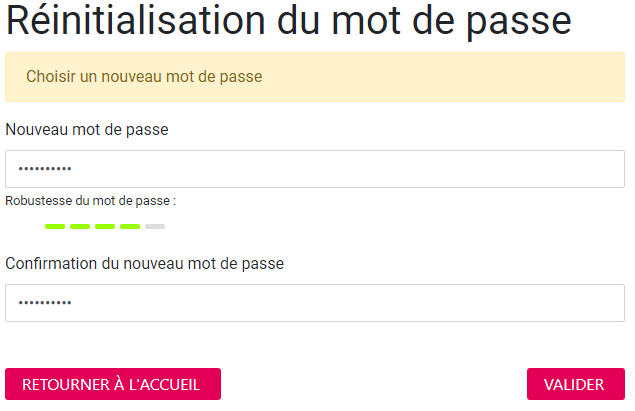 Réinitialisation du mot de passe
Choisir un nouveau mot de passe
Nouveau mot de passe
••••••••••
Robustesse du mot de passe :
Confirmation du nouveau mot de passe
••••••••••
RETOURNER À L'ACCUEIL
VALIDER